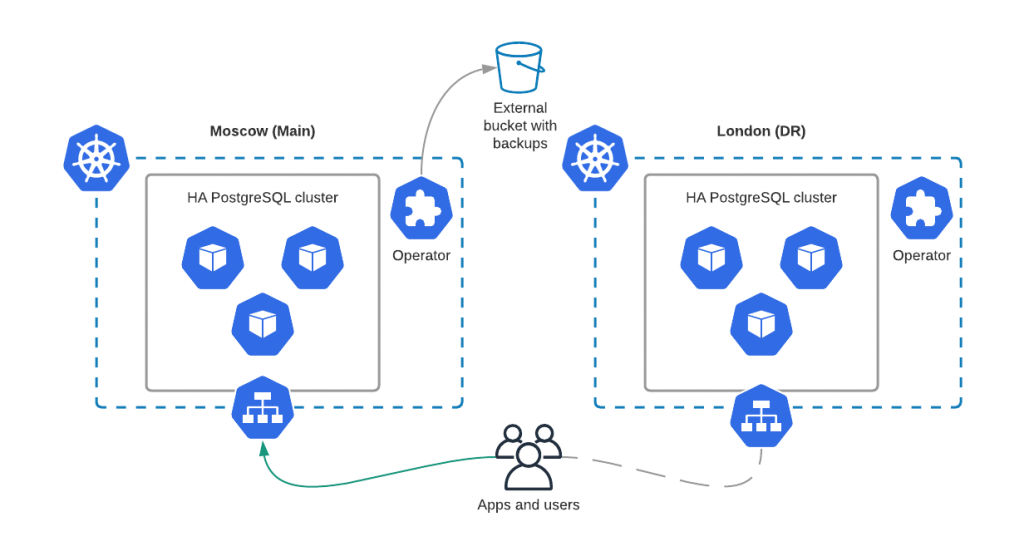 External
bucket with
backups
Moscow (Main)
London (DR)
HA PostgreSQL cluster
HA PostgreSQL cluster
Operator
Operator
Apps and users